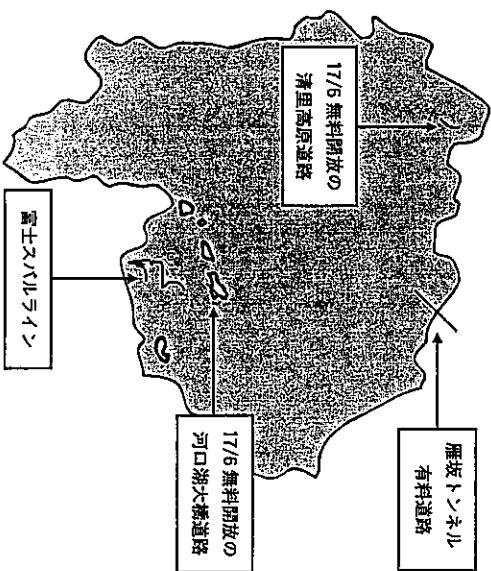 17/6 無料開放の
清里高原道路
雁坂トンネル
有料道路
富士スバルライン
17/6 無料開放の
河口湖大橋道路